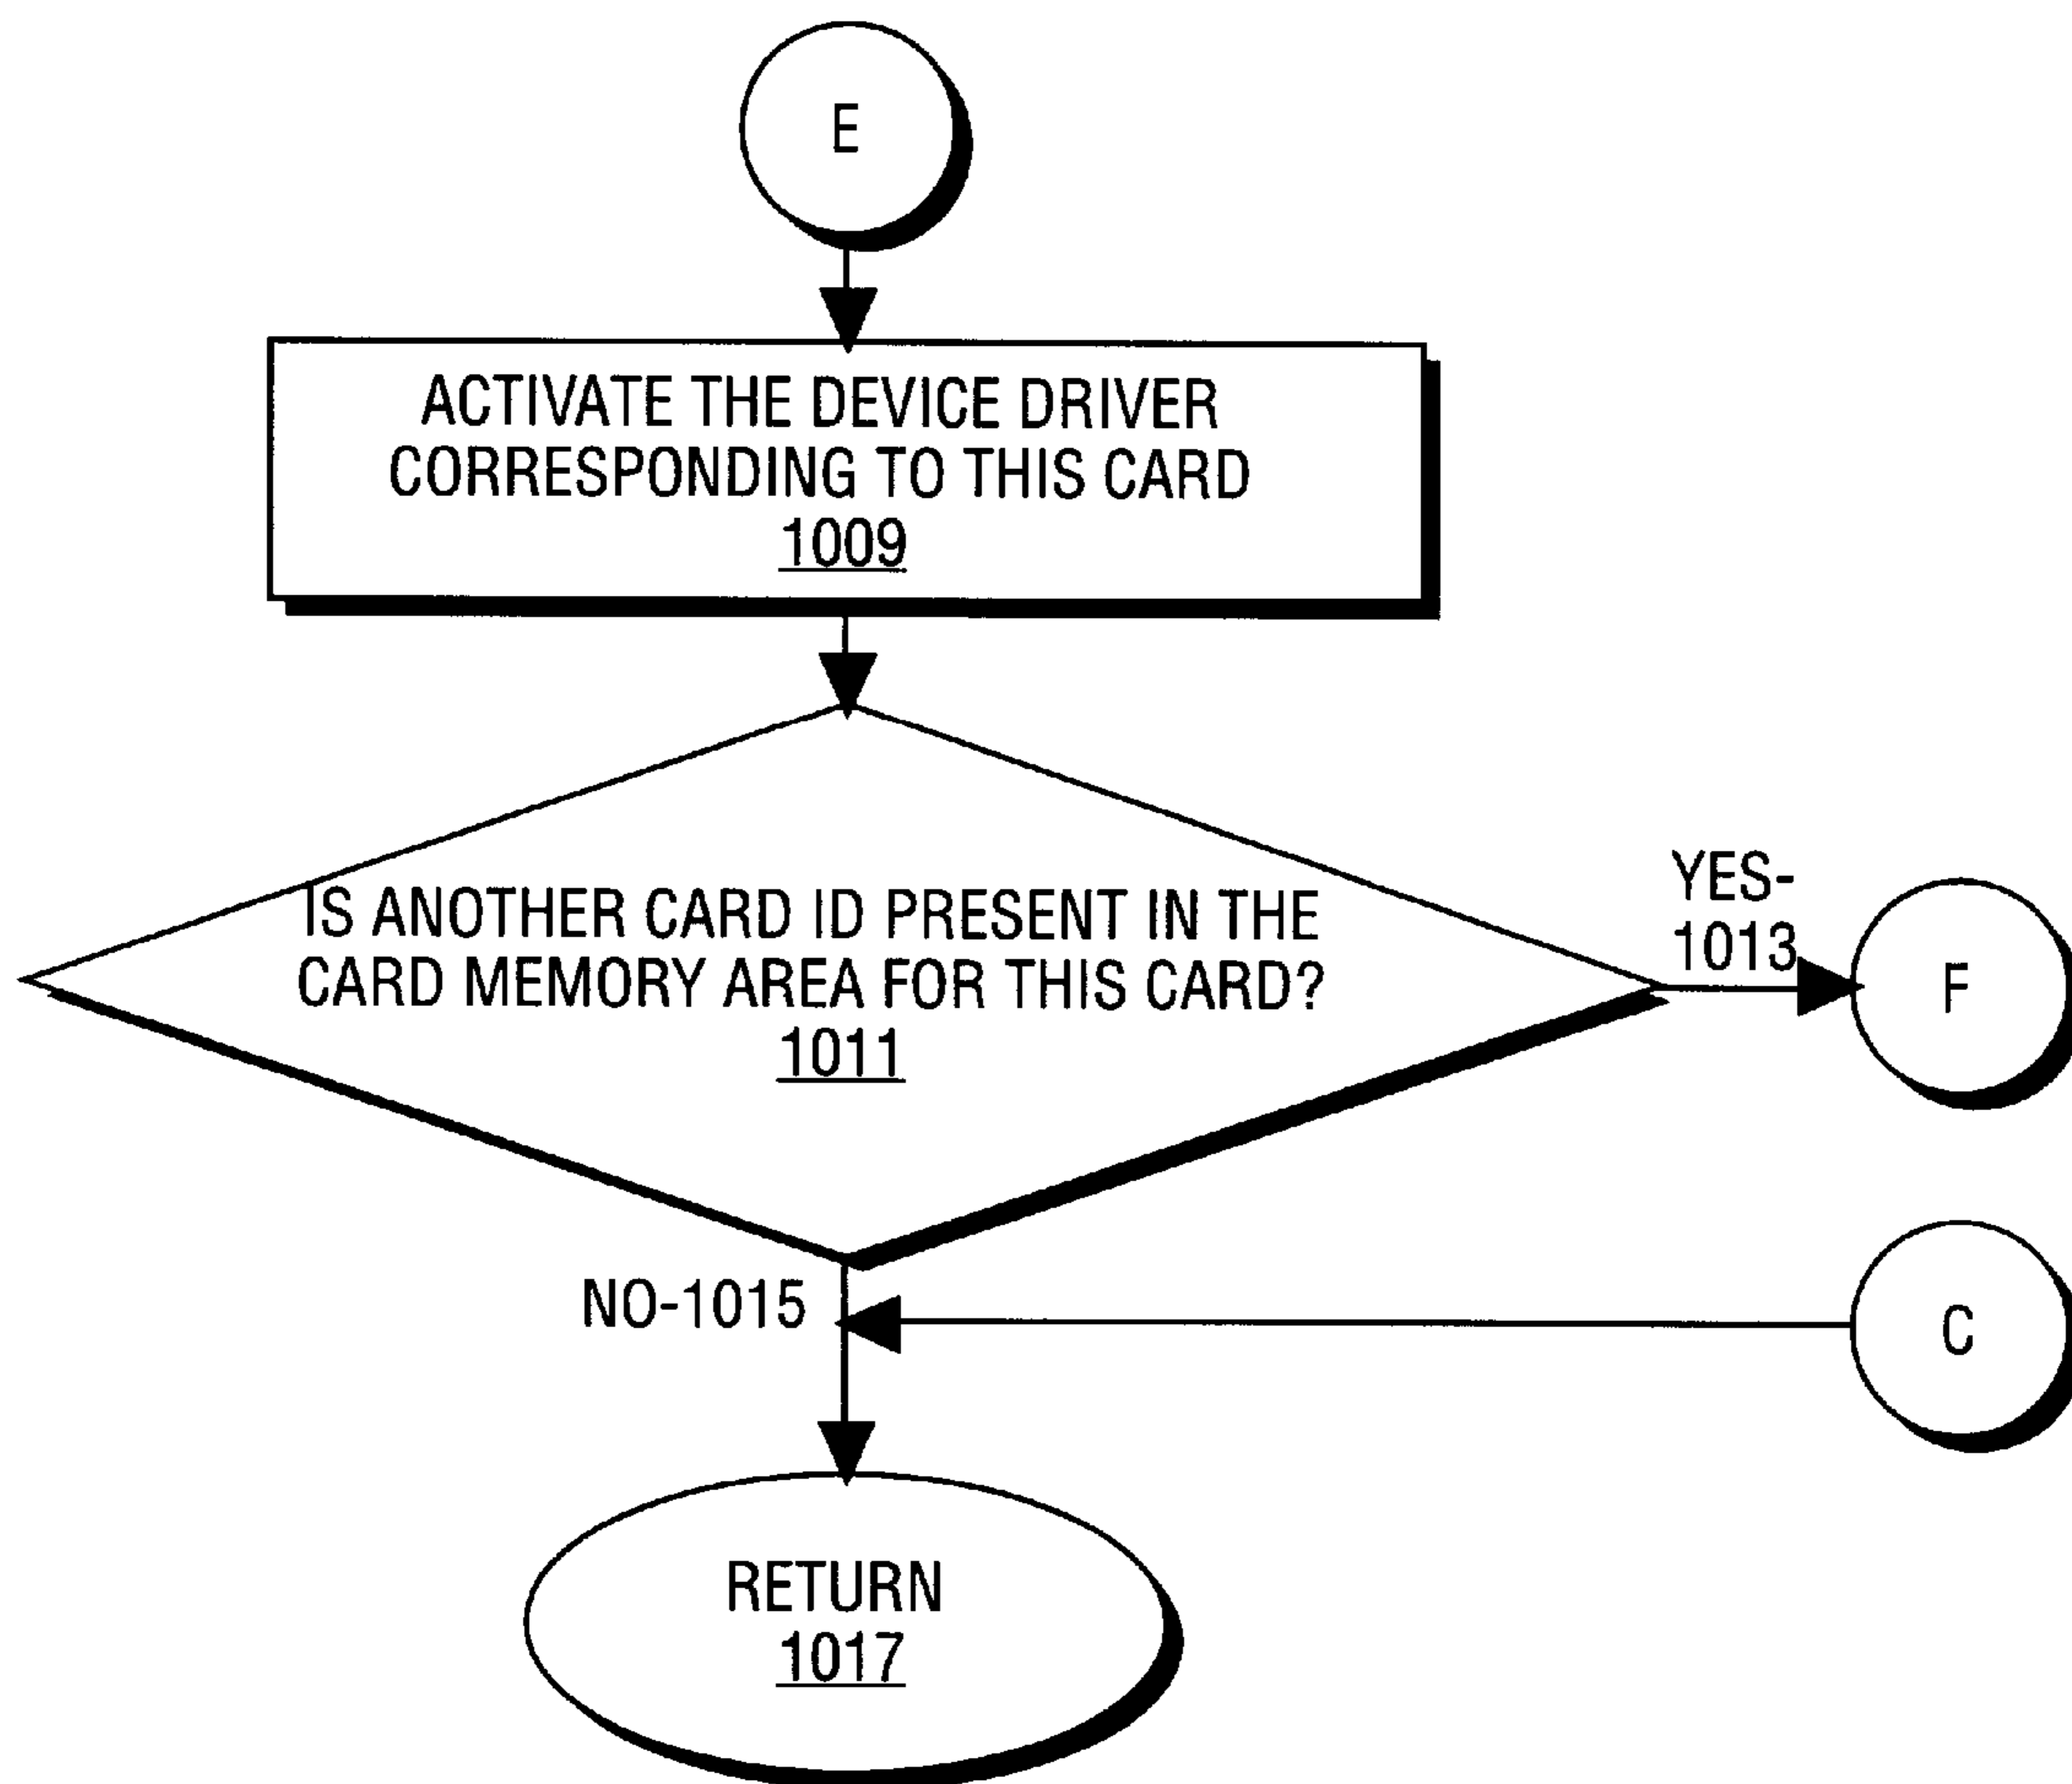 E
ACTIVATE THE DEVICE DRIVER
CORRESPONDING TO THIS CARD
1009
IS ANOTHER CARD ID PRESENT IN THE
CARD MEMORY AREA FOR THIS CARD?
1011
YES-
1013
F
NO-1015
C
RETURN
1017